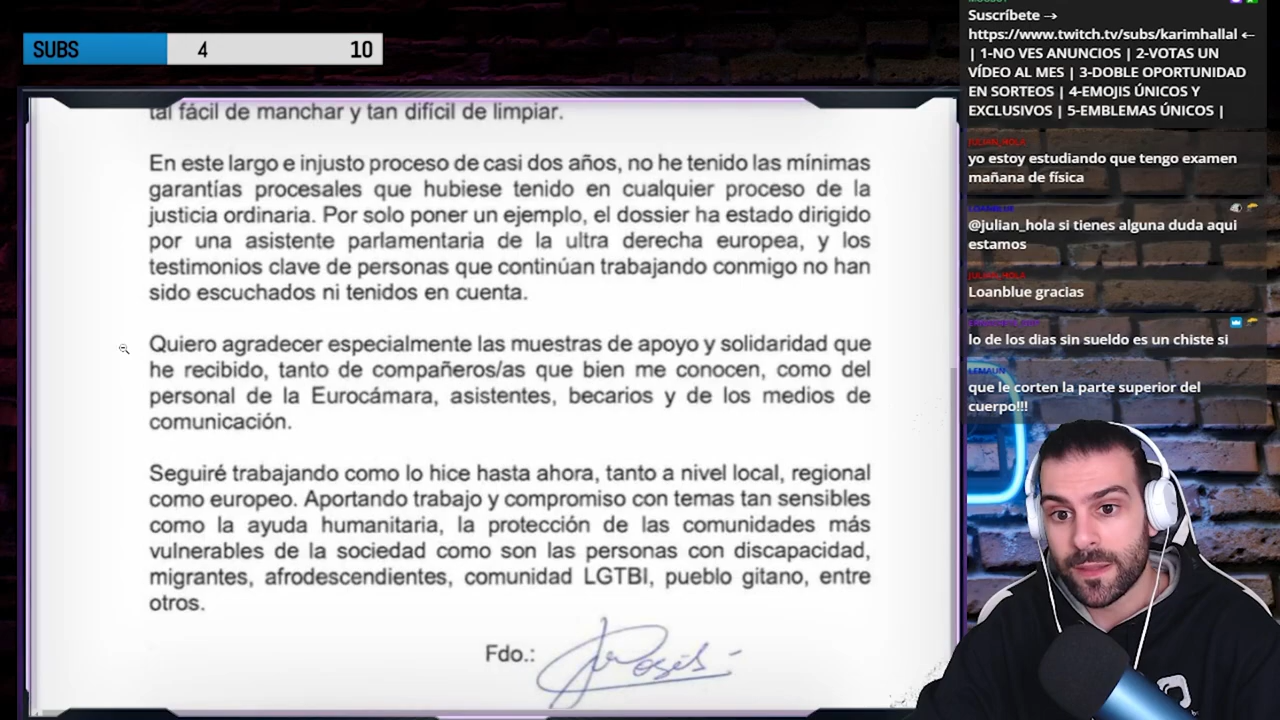 SUBS 4 10
tal fácil de manchar y tan difícil de limpiar.
En este largo e injusto proceso de casi dos años, no he tenido las mínimas
garantías procesales que hubiese tenido en cualquier proceso de la
justicia ordinaria. Por solo poner un ejemplo, el dossier ha estado dirigido
por una asistente parlamentaria de la ultra derecha europea, y los
testimonios clave de personas que continúan trabajando conmigo no han
sido escuchados ni tenidos en cuenta.
Quiero agradecer especialmente las muestras de apoyo y solidaridad que
he recibido, tanto de compañeros/as que bien me conocen, como del
personal de la Eurocámara, asistentes, becarios y de los medios de
comunicación.
Seguiré trabajando como lo hice hasta ahora, tanto a nivel local, regional
como europeo. Aportando trabajo y compromiso con temas tan sensibles
como la ayuda humanitaria, la protección de las comunidades más
vulnerables de la sociedad como son las personas con discapacidad,
migrantes, afrodescendientes, comunidad LGTBI, pueblo gitano, entre
otros.
Fdo.:
Suscríbete →
https://www.twitch.tv/subs/karimhallal ←
| 1-NO VES ANUNCIOS | 2-VOTAS UN
VÍDEO AL MES | 3-DOBLE OPORTUNIDAD
EN SORTEOS | 4-EMOJIS ÚNICOS Y
EXCLUSIVOS | 5-EMBLEMAS ÚNICOS |
JULIAN_HOLA
yo estoy estudiando que tengo examen
mañana de física
LOANBLUE
@julian_hola si tienes alguna duda aqui
estamos
JULIAN_HOLA
Loanblue gracias
lo de los dias sin sueldo es un chiste si
LEMAUN
que le corten la parte superior del
cuerpo!!!